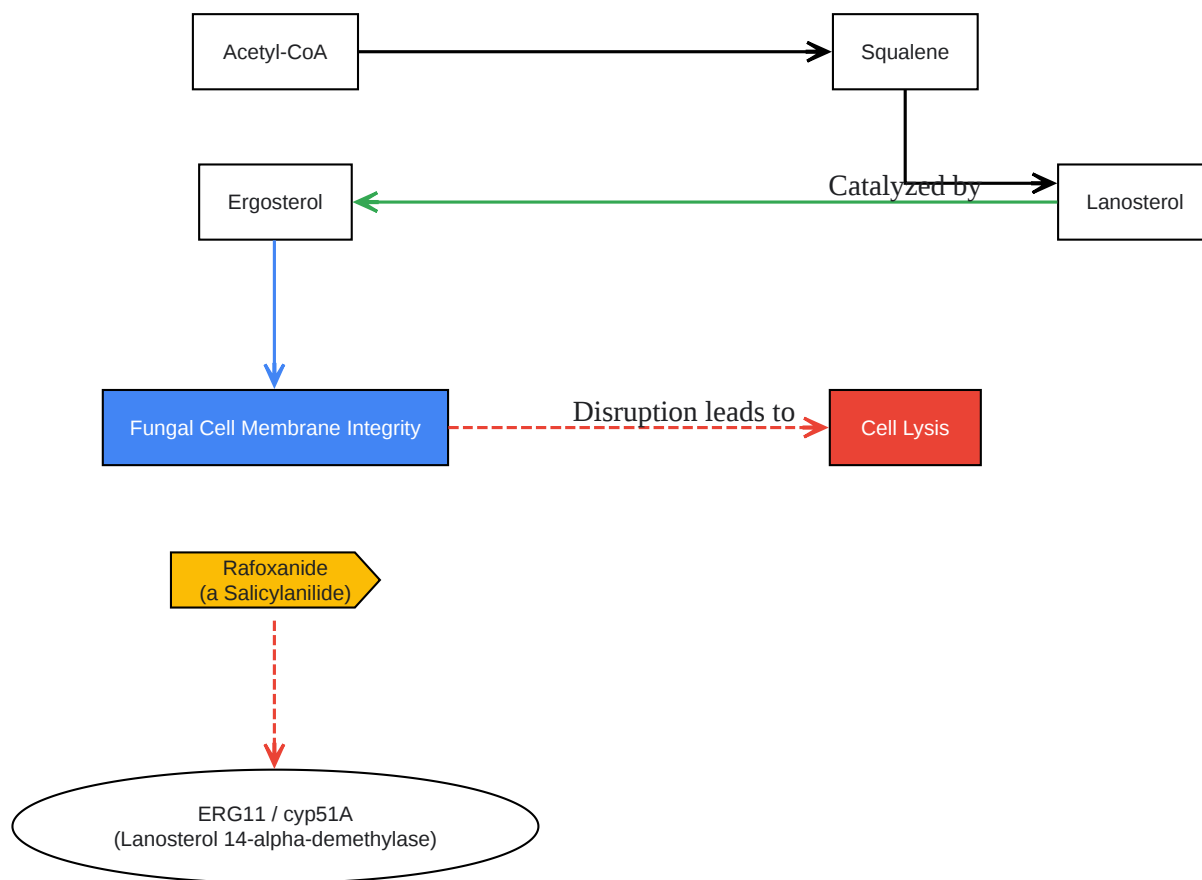 Acetyl-CoA
Squalene
Catalyzed by
Ergosterol
Lanosterol
Disruption leads to
Fungal Cell Membrane Integrity
Cell Lysis
Rafoxanide
(a Salicylanilide)
ERG11 / cyp51A
(Lanosterol 14-alpha-demethylase)